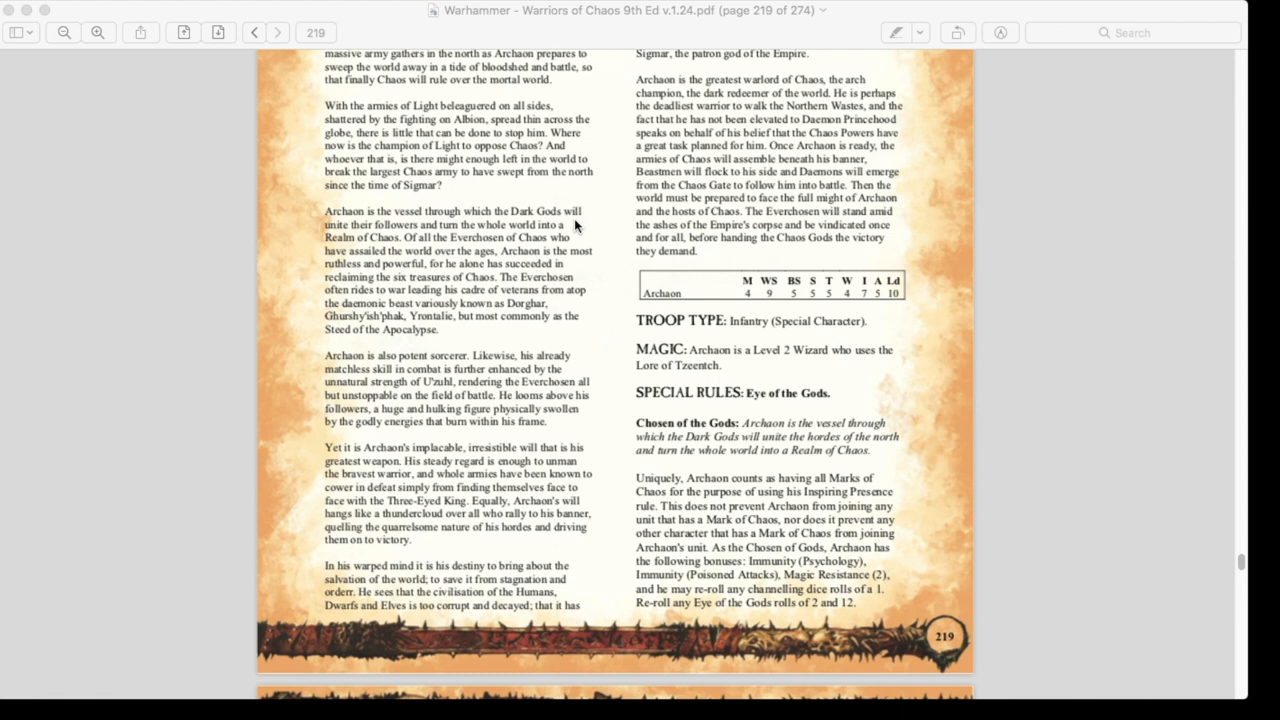 Warhammer - Warriors of Chaos 9th Ed v.1.24.pdf (page 219 of 274)
219
Search
massive army gathers in the north as Archaon prepares to
sweep the world away in a tide of bloodshed and battle, so
that finally Chaos will rule over the mortal world.
With the armies of Light beleaguered on all sides,
shattered by the fighting on Albion, spread thin across the
globe, there is little that can be done to stop him. Where
now is the champion of Light to oppose Chaos? And
whoever that is, is there might enough left in the world to
break the largest Chaos army to have swept from the north
since the time of Sigmar?
Archaon is the vessel through which the Dark Gods will
unite their followers and turn the whole world into a
Realm of Chaos. Of all the Everchosen of Chaos who
have assailed the world over the ages, Archaon is the most
ruthless and powerful, for he alone has succeeded in
reclaiming the six treasures of Chaos. The Everchosen
often rides to war leading his cadre of veterans from atop
the daemonic beast variously known as Dorghar,
Ghurshy'ish'phak, Yrontalie, but most commonly as the
Steed of the Apocalypse.
Archaon is also potent sorcerer. Likewise, his already
matchless skill in combat is further enhanced by the
unnatural strength of U'zuhl, rendering the Everchosen all
but unstoppable on the field of battle. He looms above his
followers, a huge and hulking figure physically swollen
by the godly energies that burn within his frame.
Yet it is Archaon's implacable, irresistible will that is his
greatest weapon. His steady regard is enough to unman
the bravest warrior, and whole armies have been known to
cower in defeat simply from finding themselves face to
face with the Three-Eyed King. Equally, Archaon's will
hangs like a thundercloud over all who rally to his banner,
quelling the quarrelsome nature of his hordes and driving
them on to victory.
In his warped mind it is his destiny to bring about the
salvation of the world; to save it from stagnation and
orderr. He sees that the civilisation of the Humans,
Dwarfs and Elves is too corrupt and decayed; that it has
Sigmar, the patron god of the Empire.
Archaon is the greatest warlord of Chaos, the arch
champion, the dark redeemer of the world. He is perhaps
the deadliest warrior to walk the Northern Wastes, and the
fact that he has not been elevated to Daemon Princehood
speaks on behalf of his belief that the Chaos Powers have
a great task planned for him. Once Archaon is ready, the
armies of Chaos will assemble beneath his banner,
Beastmen will flock to his side and Daemons will emerge
from the Chaos Gate to follow him into battle. Then the
world must be prepared to face the full might of Archaon
and the hosts of Chaos. The Everchosen will stand amid
the ashes of the Empire's corpse and be vindicated once
and for all, before handing the Chaos Gods the victory
they demand.
M WS BS S T W I A Ld
Archaon 4 9 5 5 5 4 7 5 10
TROOP TYPE: Infantry (Special Character).
MAGIC: Archaon is a Level 2 Wizard who uses the
Lore of Tzeentch.
SPECIAL RULES: Eye of the Gods.
Chosen of the Gods: Archaon is the vessel through
which the Dark Gods will unite the hordes of the north
and turn the whole world into a Realm of Chaos.
Uniquely, Archaon counts as having all Marks of
Chaos for the purpose of using his Inspiring Presence
rule. This does not prevent Archaon from joining any
unit that has a Mark of Chaos, nor does it prevent any
other character that has a Mark of Chaos from joining
Archaon's unit. As the Chosen of Gods, Archaon has
the following bonuses: Immunity (Psychology),
Immunity (Poisoned Attacks), Magic Resistance (2),
and he may re-roll any channelling dice rolls of a 1.
Re-roll any Eye of the Gods rolls of 2 and 12.
219